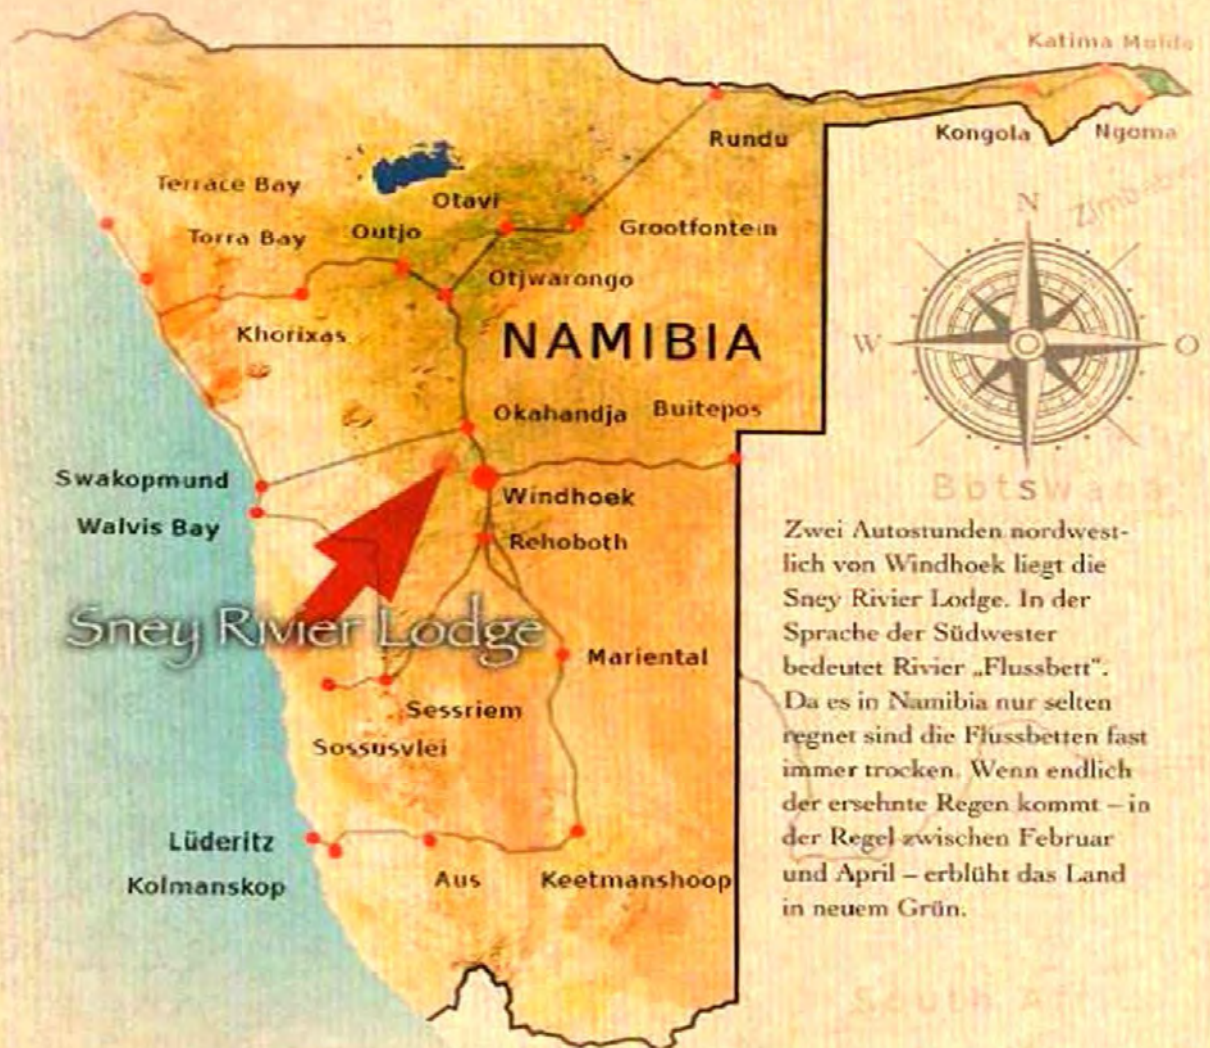 Katima Mulilo
Rundu
Kongola
Ngoma
Terrace Bay
Otavi
Zimbabwe
N
Torra Bay
Outjo
Grootfontein
Otjwarongo
Khorixas
NAMIBIA
W
O
Okahandja
Buitepos
Swakopmund
Windhoek
Botswana
S
Walvis Bay
Rehoboth
Sney Rivier Lodge
Mariental
Sessriem
Sossusvlei
Lüderitz
Kolmanskop
Aus
Keetmanshoop
Zwei Autostunden nordwest-
lich von Windhoek liegt die
Sney Rivier Lodge. In der
Sprache der Südwester
bedeutet Rivier „Flussbett“.
Da es in Namibia nur selten
regnet sind die Flussbetten fast
immer trocken. Wenn endlich
der ersehnte Regen kommt – in
der Regel zwischen Februar
und April – erblüht das Land
in neuem Grün.
South